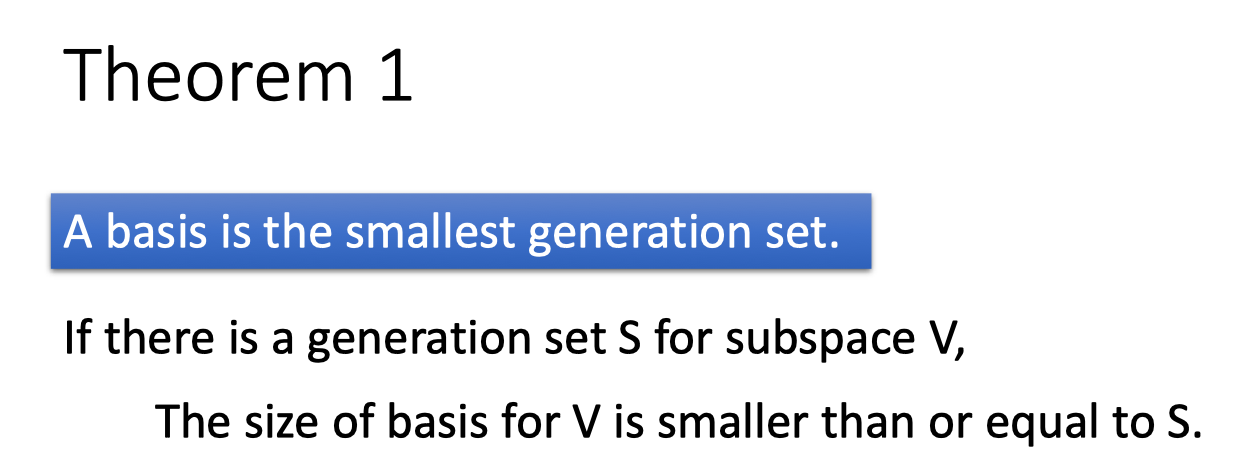 Theorem 1
A basis is the smallest generation set.
If there is a generation set S for subspace V,
The size of basis for V is smaller than or equal to S.